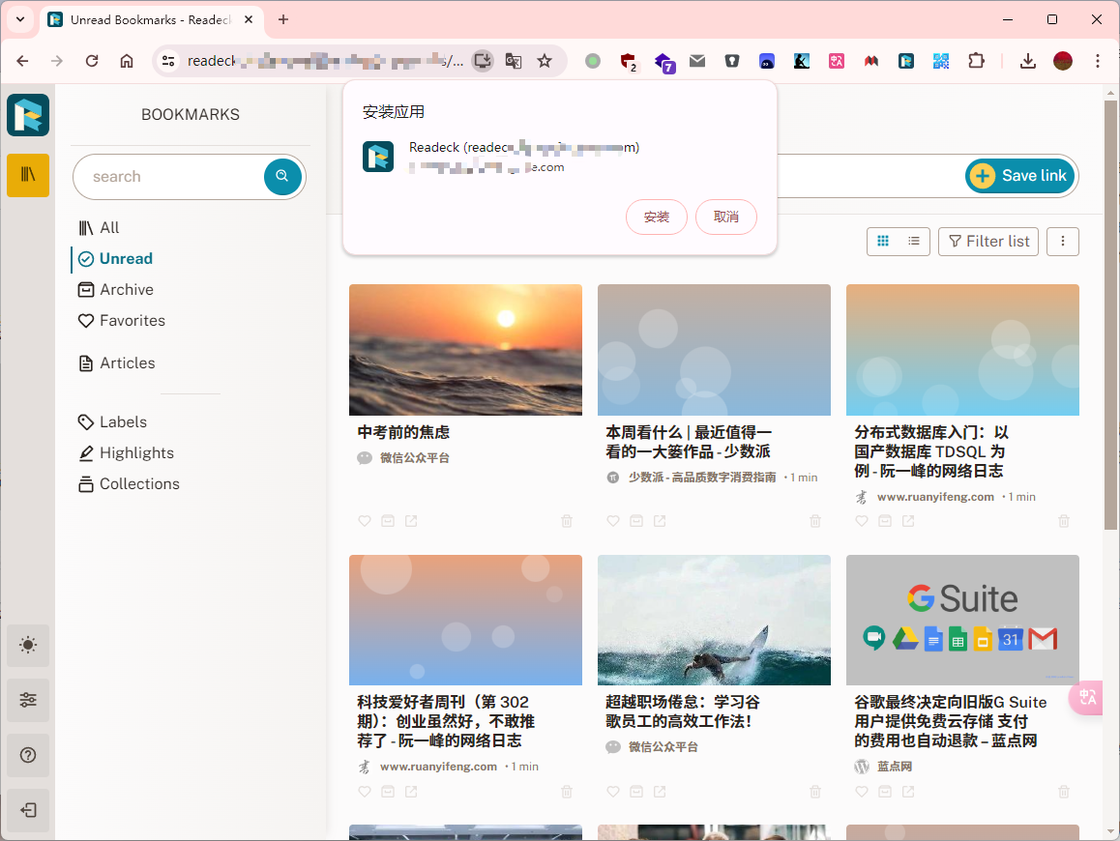 Unread Bookmarks - Readeck
readeck
/...
2
7
安装应用
Readeck (readec
m)
e.com
安装
取消
BOOKMARKS
search
All
Unread
Archive
Favorites
Articles
Labels
Highlights
Collections
Save link
Filter list
中考前的焦虑
微信公众平台
本周看什么 | 最近值得一
看的一大篓作品 - 少数派
少数派 - 高品质数字消费指南 • 1 min
分布式数据库入门：以
国产数据库 TDSQL 为
例 - 阮一峰的网络日志
www.ruanyifeng.com • 1 min
科技爱好者周刊（第 302
期）：创业虽然好，不敢推
荐了 - 阮一峰的网络日志
www.ruanyifeng.com • 1 min
超越职场倦怠：学习谷
歌员工的高效工作法！
微信公众平台
G Suite
31
谷歌最终决定向旧版G Suite
用户提供免费云存储 支付
的费用也自动退款 – 蓝点网
蓝点网